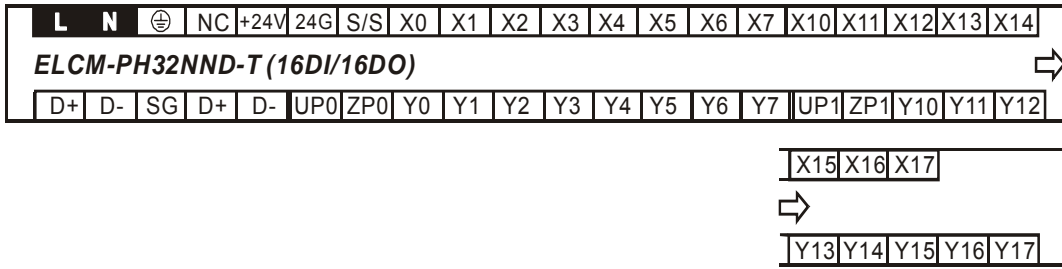 L N ⏚ NC +24V 24G S/S X0 X1 X2 X3 X4 X5 X6 X7 X10 X11 X12 X13 X14
ELCM-PH32NND-T (16DI/16DO)
D+ D- SG D+ D- UP0 ZP0 Y0 Y1 Y2 Y3 Y4 Y5 Y6 Y7 UP1 ZP1 Y10 Y11 Y12
X15 X16 X17
Y13 Y14 Y15 Y16 Y17